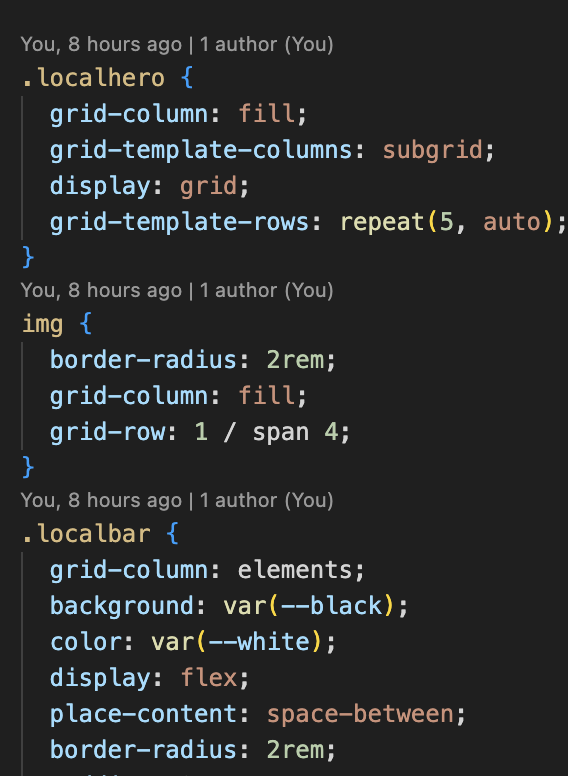 You, 8 hours ago | 1 author (You)
.localhero {
  grid-column: fill;
  grid-template-columns: subgrid;
  display: grid;
  grid-template-rows: repeat(5, auto);
}
You, 8 hours ago | 1 author (You)
img {
  border-radius: 2rem;
  grid-column: fill;
  grid-row: 1 / span 4;
}
You, 8 hours ago | 1 author (You)
.localbar {
  grid-column: elements;
  background: var(--black);
  color: var(--white);
  display: flex;
  place-content: space-between;
  border-radius: 2rem;